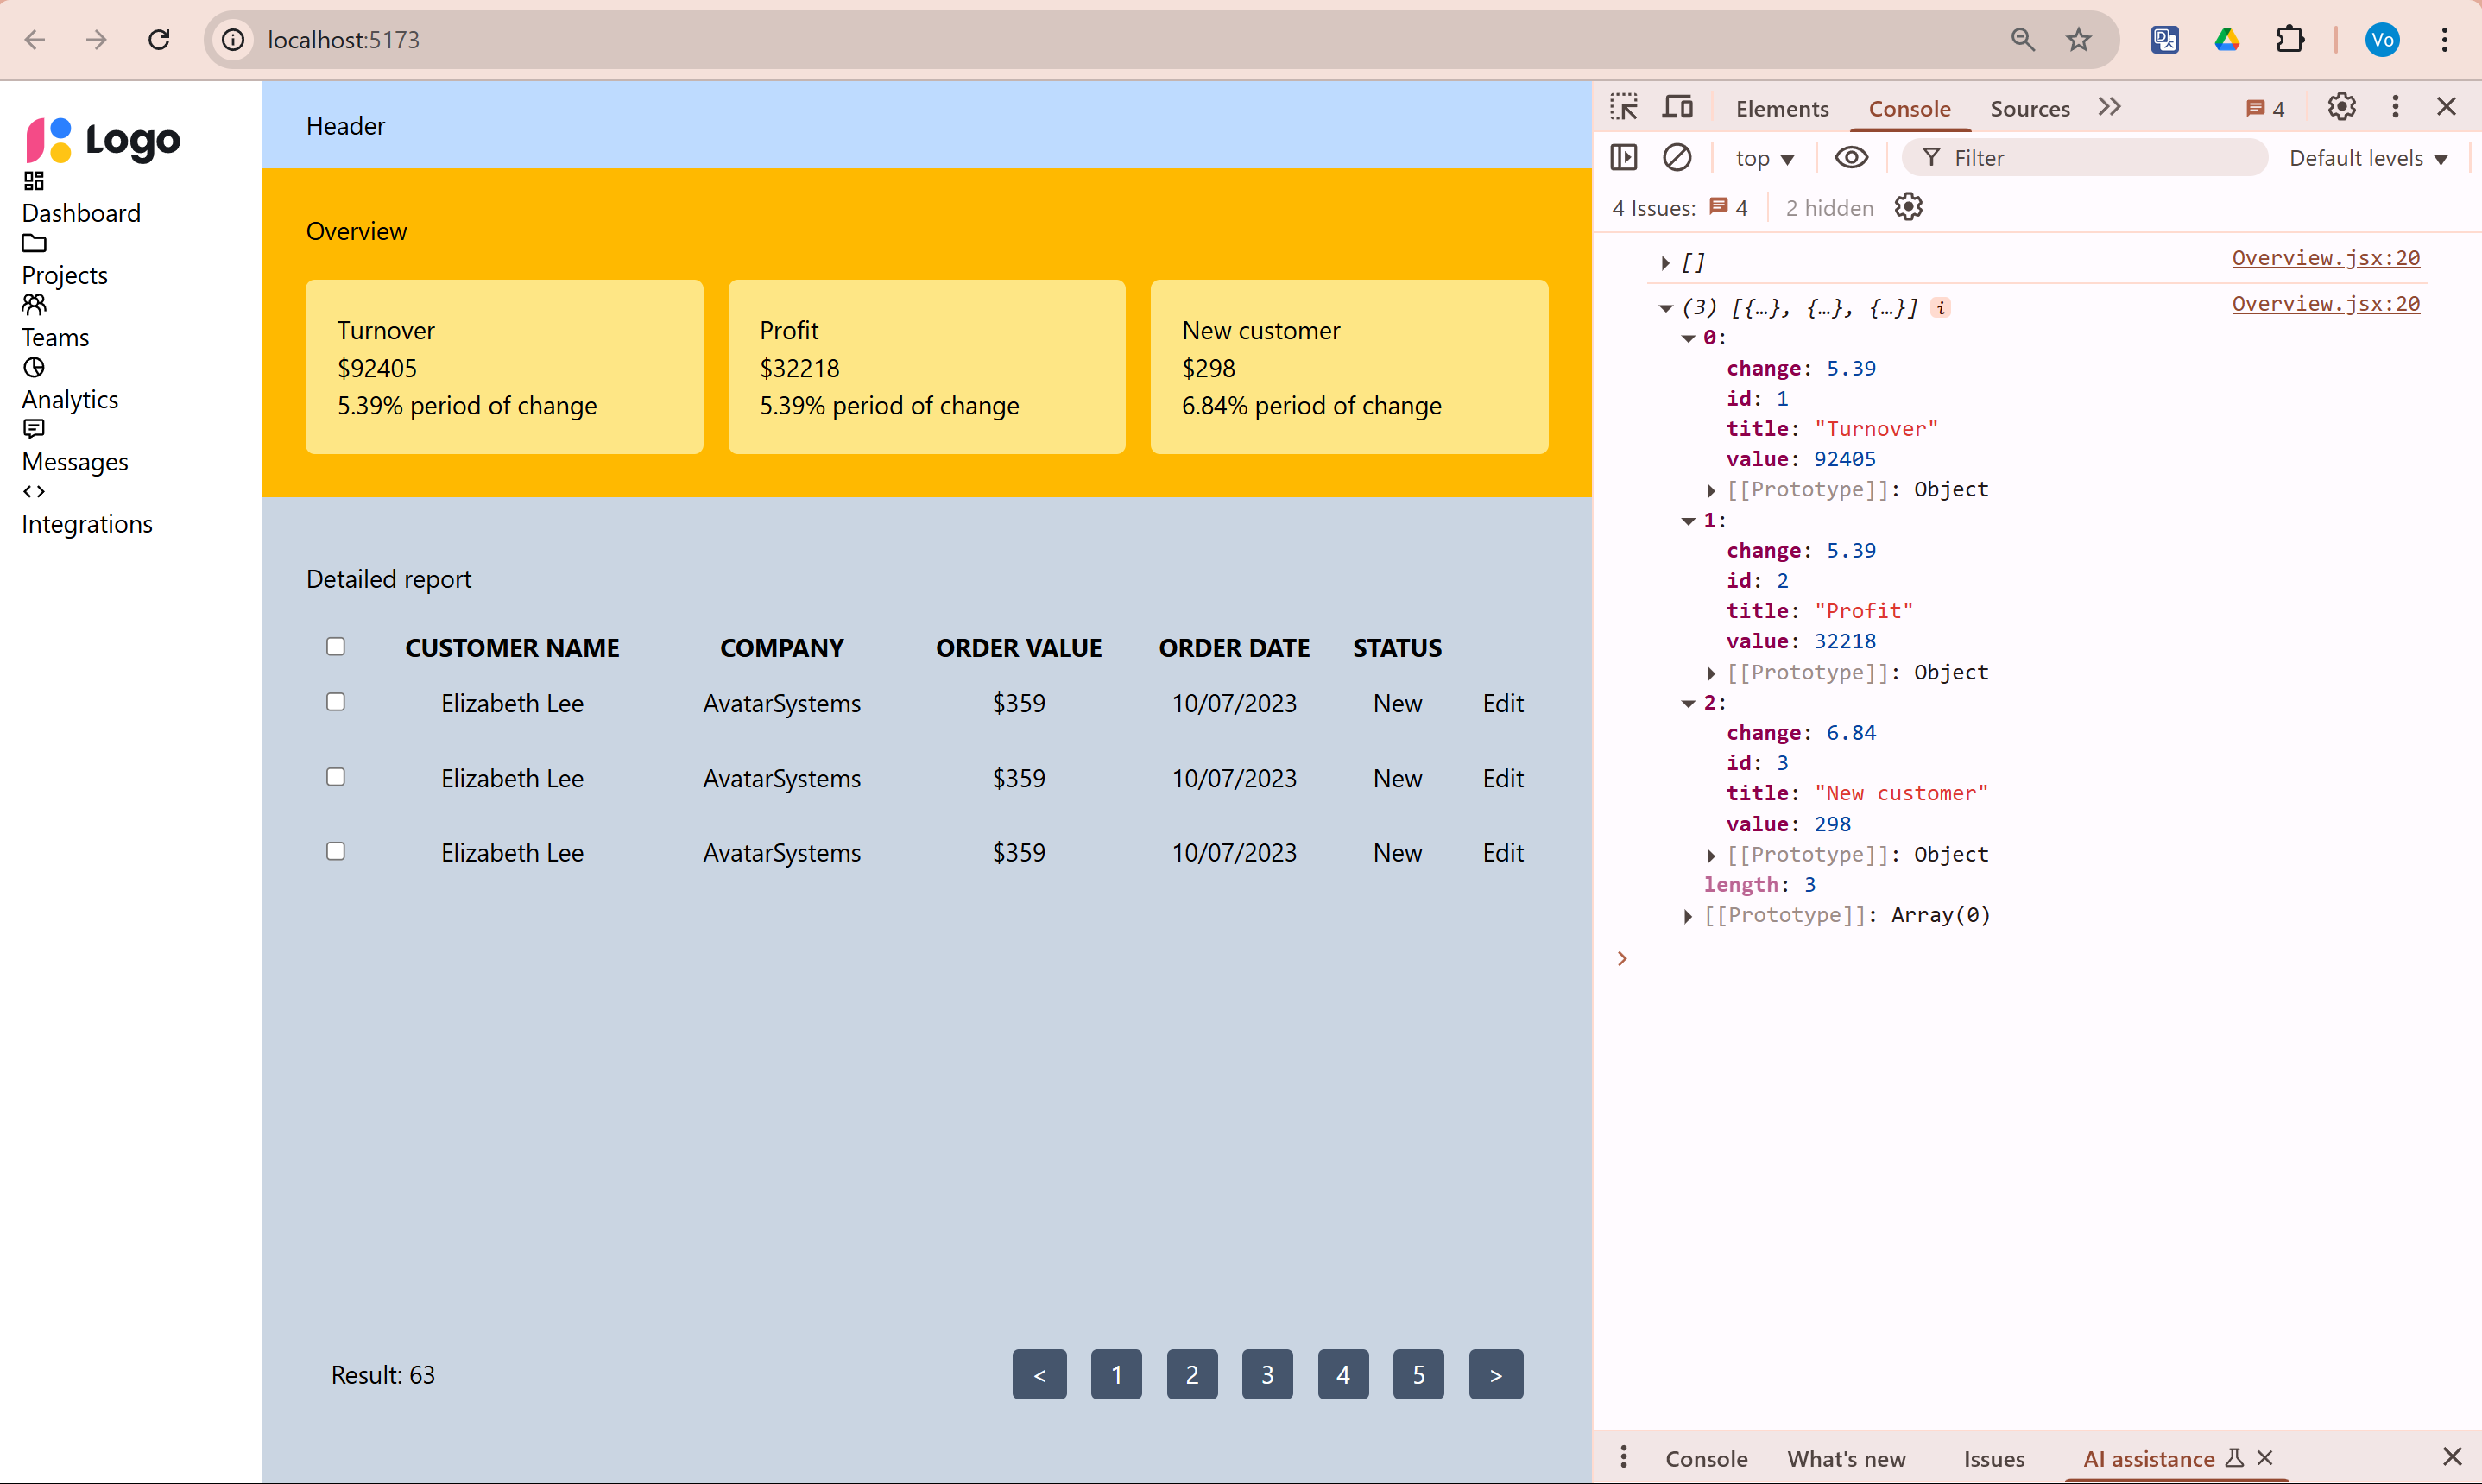 localhost:5173
Vo
Logo
Dashboard
Projects
Teams
Analytics
Messages
Integrations
Header
Overview
Turnover
$92405
5.39% period of change
Profit
$32218
5.39% period of change
New customer
$298
6.84% period of change
Detailed report
CUSTOMER NAME COMPANY ORDER VALUE ORDER DATE STATUS
Elizabeth Lee AvatarSystems $359 10/07/2023 New Edit
Elizabeth Lee AvatarSystems $359 10/07/2023 New Edit
Elizabeth Lee AvatarSystems $359 10/07/2023 New Edit
Result: 63 < 1 2 3 4 5 >
Elements Console Sources 4
top Filter Default levels
4 Issues: 4 2 hidden
[] Overview.jsx:20
(3) [{…}, {…}, {…}] i Overview.jsx:20
0:
change: 5.39
id: 1
title: "Turnover"
value: 92405
[[Prototype]]: Object
1:
change: 5.39
id: 2
title: "Profit"
value: 32218
[[Prototype]]: Object
2:
change: 6.84
id: 3
title: "New customer"
value: 298
[[Prototype]]: Object
length: 3
[[Prototype]]: Array(0)
Console What's new Issues AI assistance